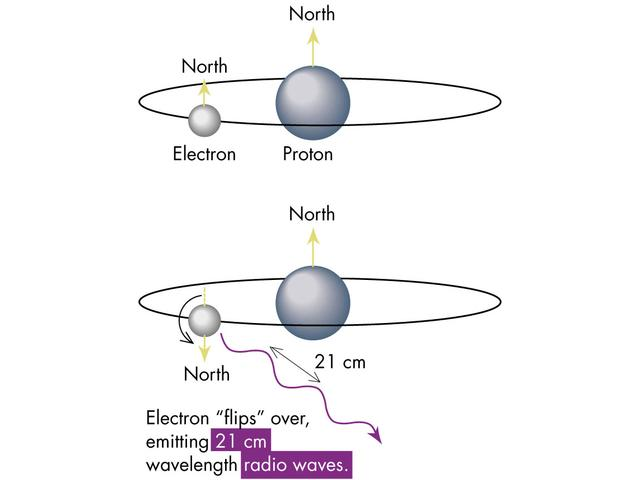 North
North
Electron
Proton
North
21 cm
North
Electron “flips” over,
emitting 21 cm
wavelength radio waves.